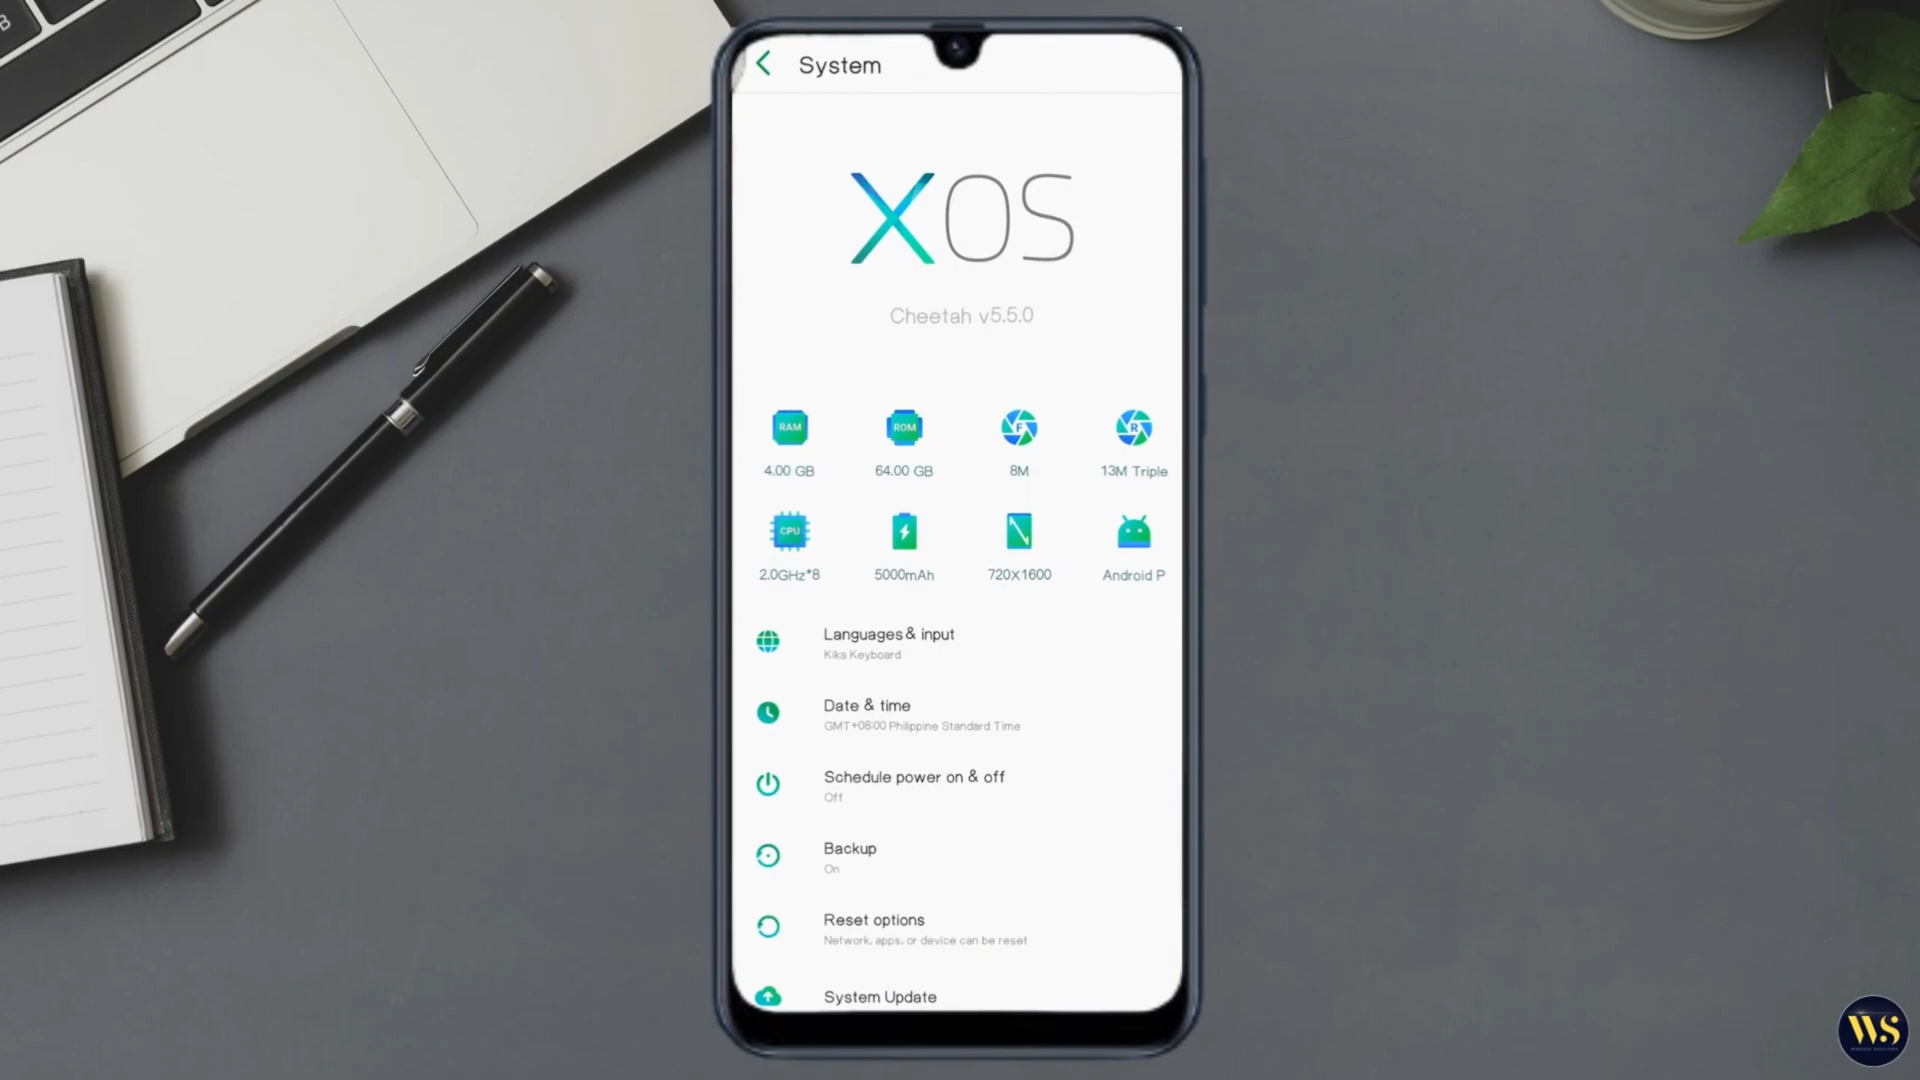 System
XOS
Cheetah v5.5.0
RAM
ROM
F
R
4.00 GB
64.00 GB
8M
13M Triple
CPU
2.0GHz*8
5000mAh
720X1600
Android P
Languages & input
Kika Keyboard
Date & time
GMT+08:00 Philippine Standard Time
Schedule power on & off
Off
Backup
On
Reset options
Network, apps, or device can be reset
System Update
WS